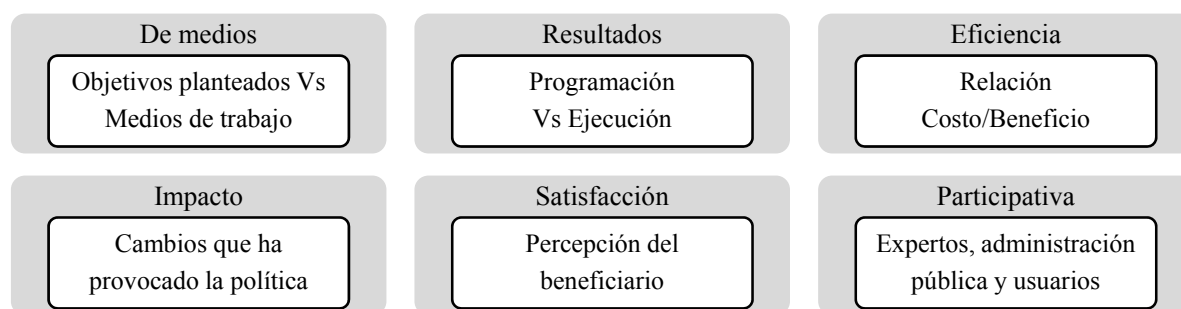 De medios
Objetivos planteados Vs
Medios de trabajo
Resultados
Programación
Vs Ejecución
Eficiencia
Relación
Costo/Beneficio
Impacto
Cambios que ha
provocado la política
Satisfacción
Percepción del
beneficiario
Participativa
Expertos, administración
pública y usuarios